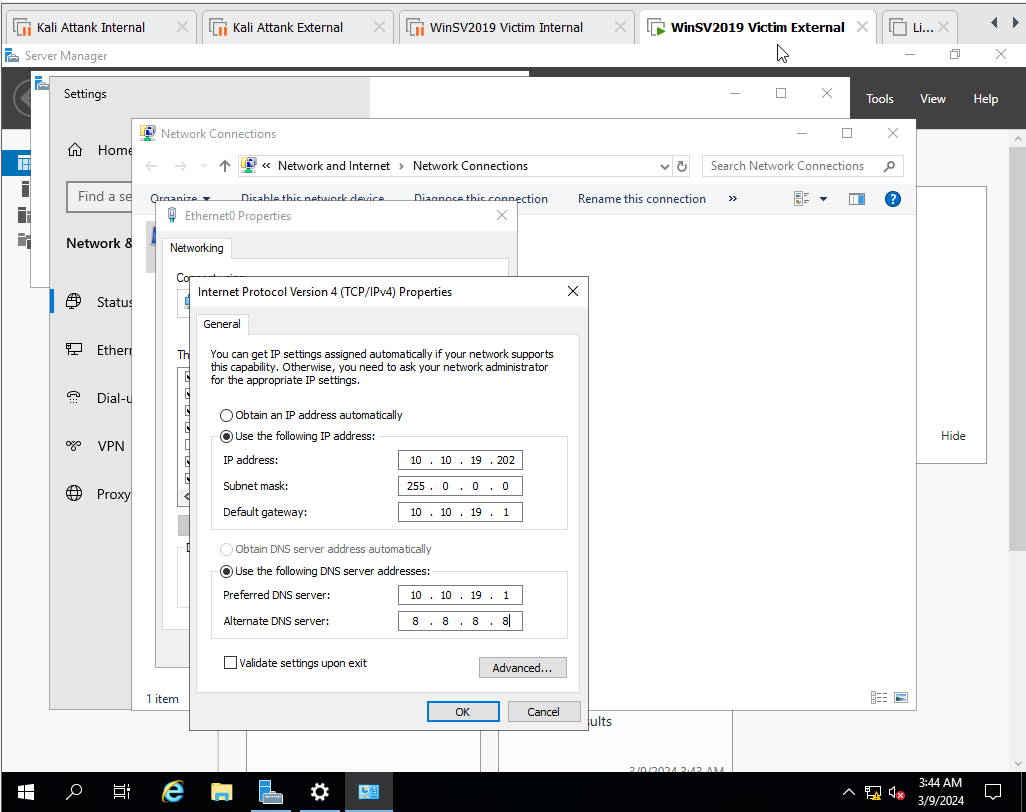 Kali Attank Internal
Kali Attank External
WinSV2019 Victim Internal
WinSV2019 Victim External
Li...
Server Manager
Tools
View
Help
Settings
Home
Find a se
Network &
Status
Ethern
Dial-u
VPN
Proxy
Network Connections
« Network and Internet › Network Connections
Search Network Connections
Organize
Disable this network device
Diagnose this connection
Rename this connection
»
Ethernet0 Properties
Networking
Connect using:
Th
Internet Protocol Version 4 (TCP/IPv4) Properties
General
You can get IP settings assigned automatically if your network supports
this capability. Otherwise, you need to ask your network administrator
for the appropriate IP settings.
Obtain an IP address automatically
Use the following IP address:
IP address:
10 . 10 . 19 . 202
Subnet mask:
255 . 0 . 0 . 0
Default gateway:
10 . 10 . 19 . 1
Obtain DNS server address automatically
Use the following DNS server addresses:
Preferred DNS server:
10 . 10 . 19 . 1
Alternate DNS server:
8 . 8 . 8 . 8
Validate settings upon exit
Advanced...
OK
Cancel
Hide
1 item
ults
3/9/2024 3:43 AM
3:44 AM
3/9/2024